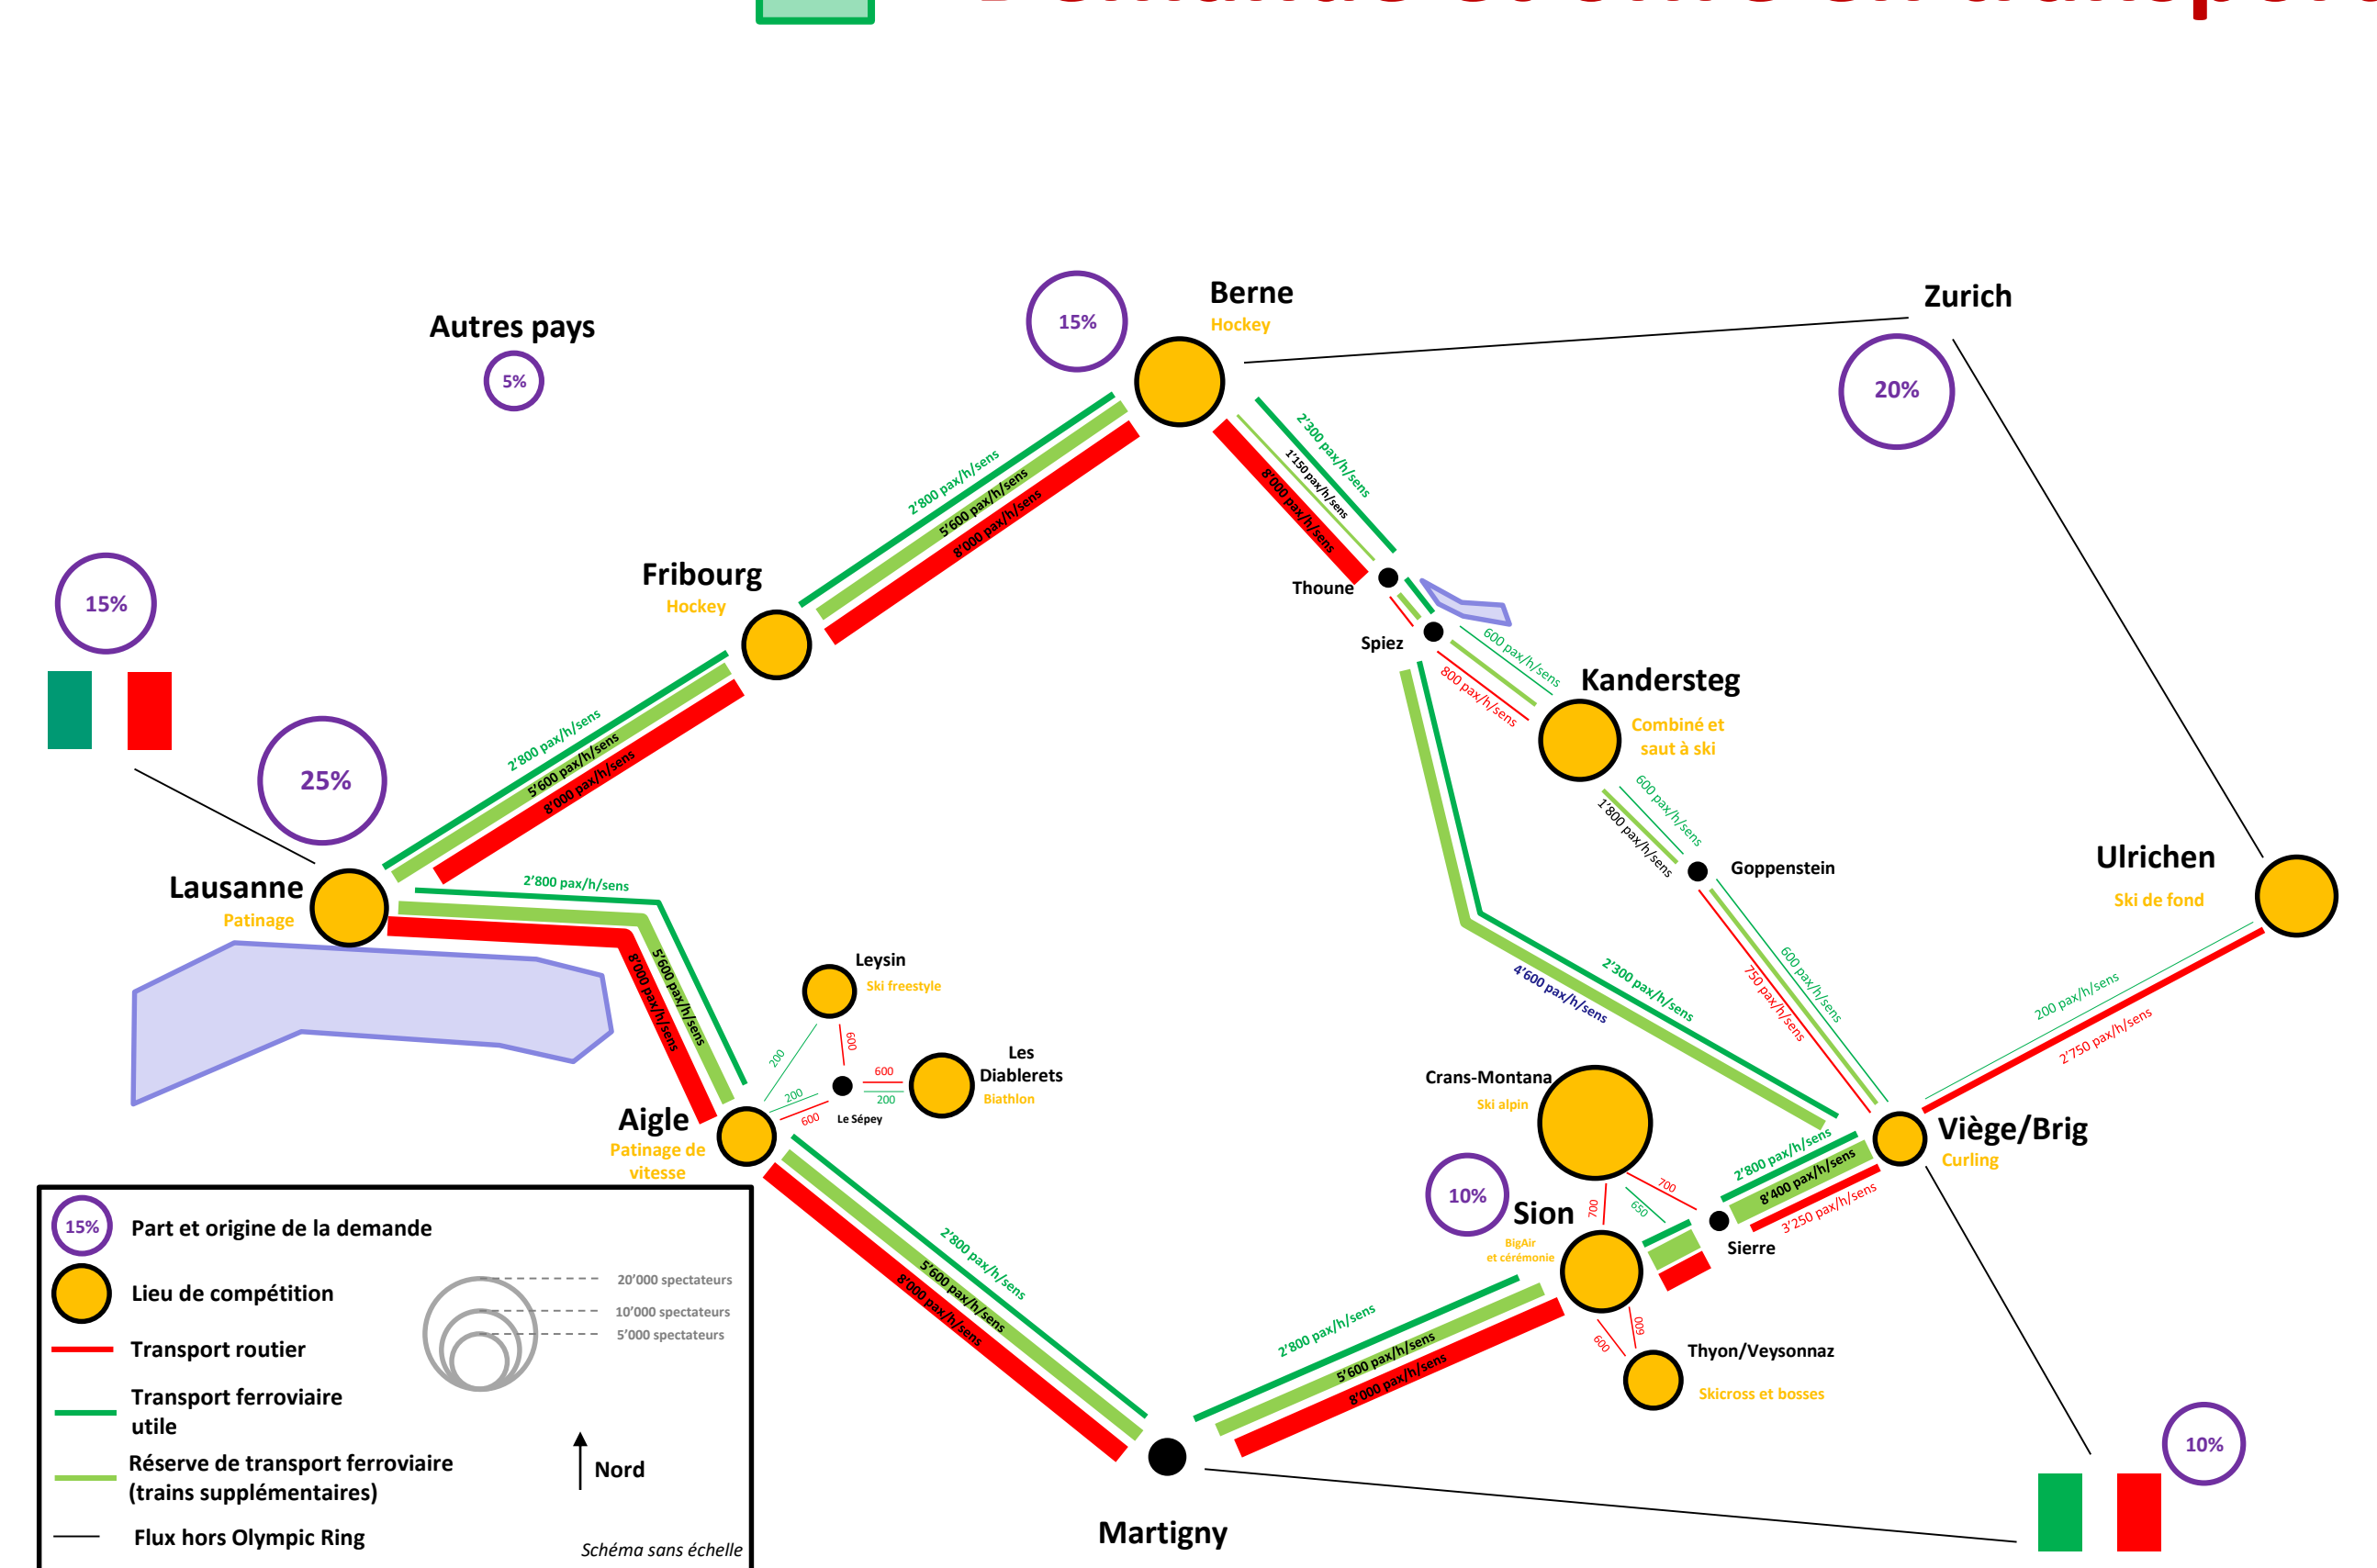 Autres pays
5%
15%
Berne
Hockey
Zurich
20%
2’300 pax/h/sens
1’150 pax/h/sens
8’000 pax/h/sens
2’800 pax/h/sens
5’600 pax/h/sens
8’000 pax/h/sens
Fribourg
Hockey
Thoune
Spiez
15%
600 pax/h/sens
800 pax/h/sens
Kandersteg
Combiné et
saut à ski
25%
2’800 pax/h/sens
5’600 pax/h/sens
8’000 pax/h/sens
600 pax/h/sens
1’800 pax/h/sens
Goppenstein
Ulrichen
Ski de fond
Lausanne
Patinage
2’800 pax/h/sens
5’600 pax/h/sens
8’000 pax/h/sens
Leysin
Ski freestyle
4’600 pax/h/sens
2’300 pax/h/sens
600 pax/h/sens
750 pax/h/sens
200 pax/h/sens
2’750 pax/h/sens
200
600
600
200
Les
Diablerets
Biathlon
200
600
Le Sépey
Aigle
Patinage de
vitesse
Crans-Montana
Ski alpin
Viège/Brig
Curling
2’800 pax/h/sens
8’400 pax/h/sens
3’250 pax/h/sens
10%
Sion
BigAir
et cérémonie
700
650
700
Sierre
2’800 pax/h/sens
5’600 pax/h/sens
8’000 pax/h/sens
2’800 pax/h/sens
5’600 pax/h/sens
8’000 pax/h/sens
600
600
Thyon/Veysonnaz
Skicross et bosses
Martigny
10%
15%
Part et origine de la demande
Lieu de compétition
20’000 spectateurs
10’000 spectateurs
5’000 spectateurs
Transport routier
Transport ferroviaire
utile
Réserve de transport ferroviaire
(trains supplémentaires)
Nord
Flux hors Olympic Ring
Schéma sans échelle